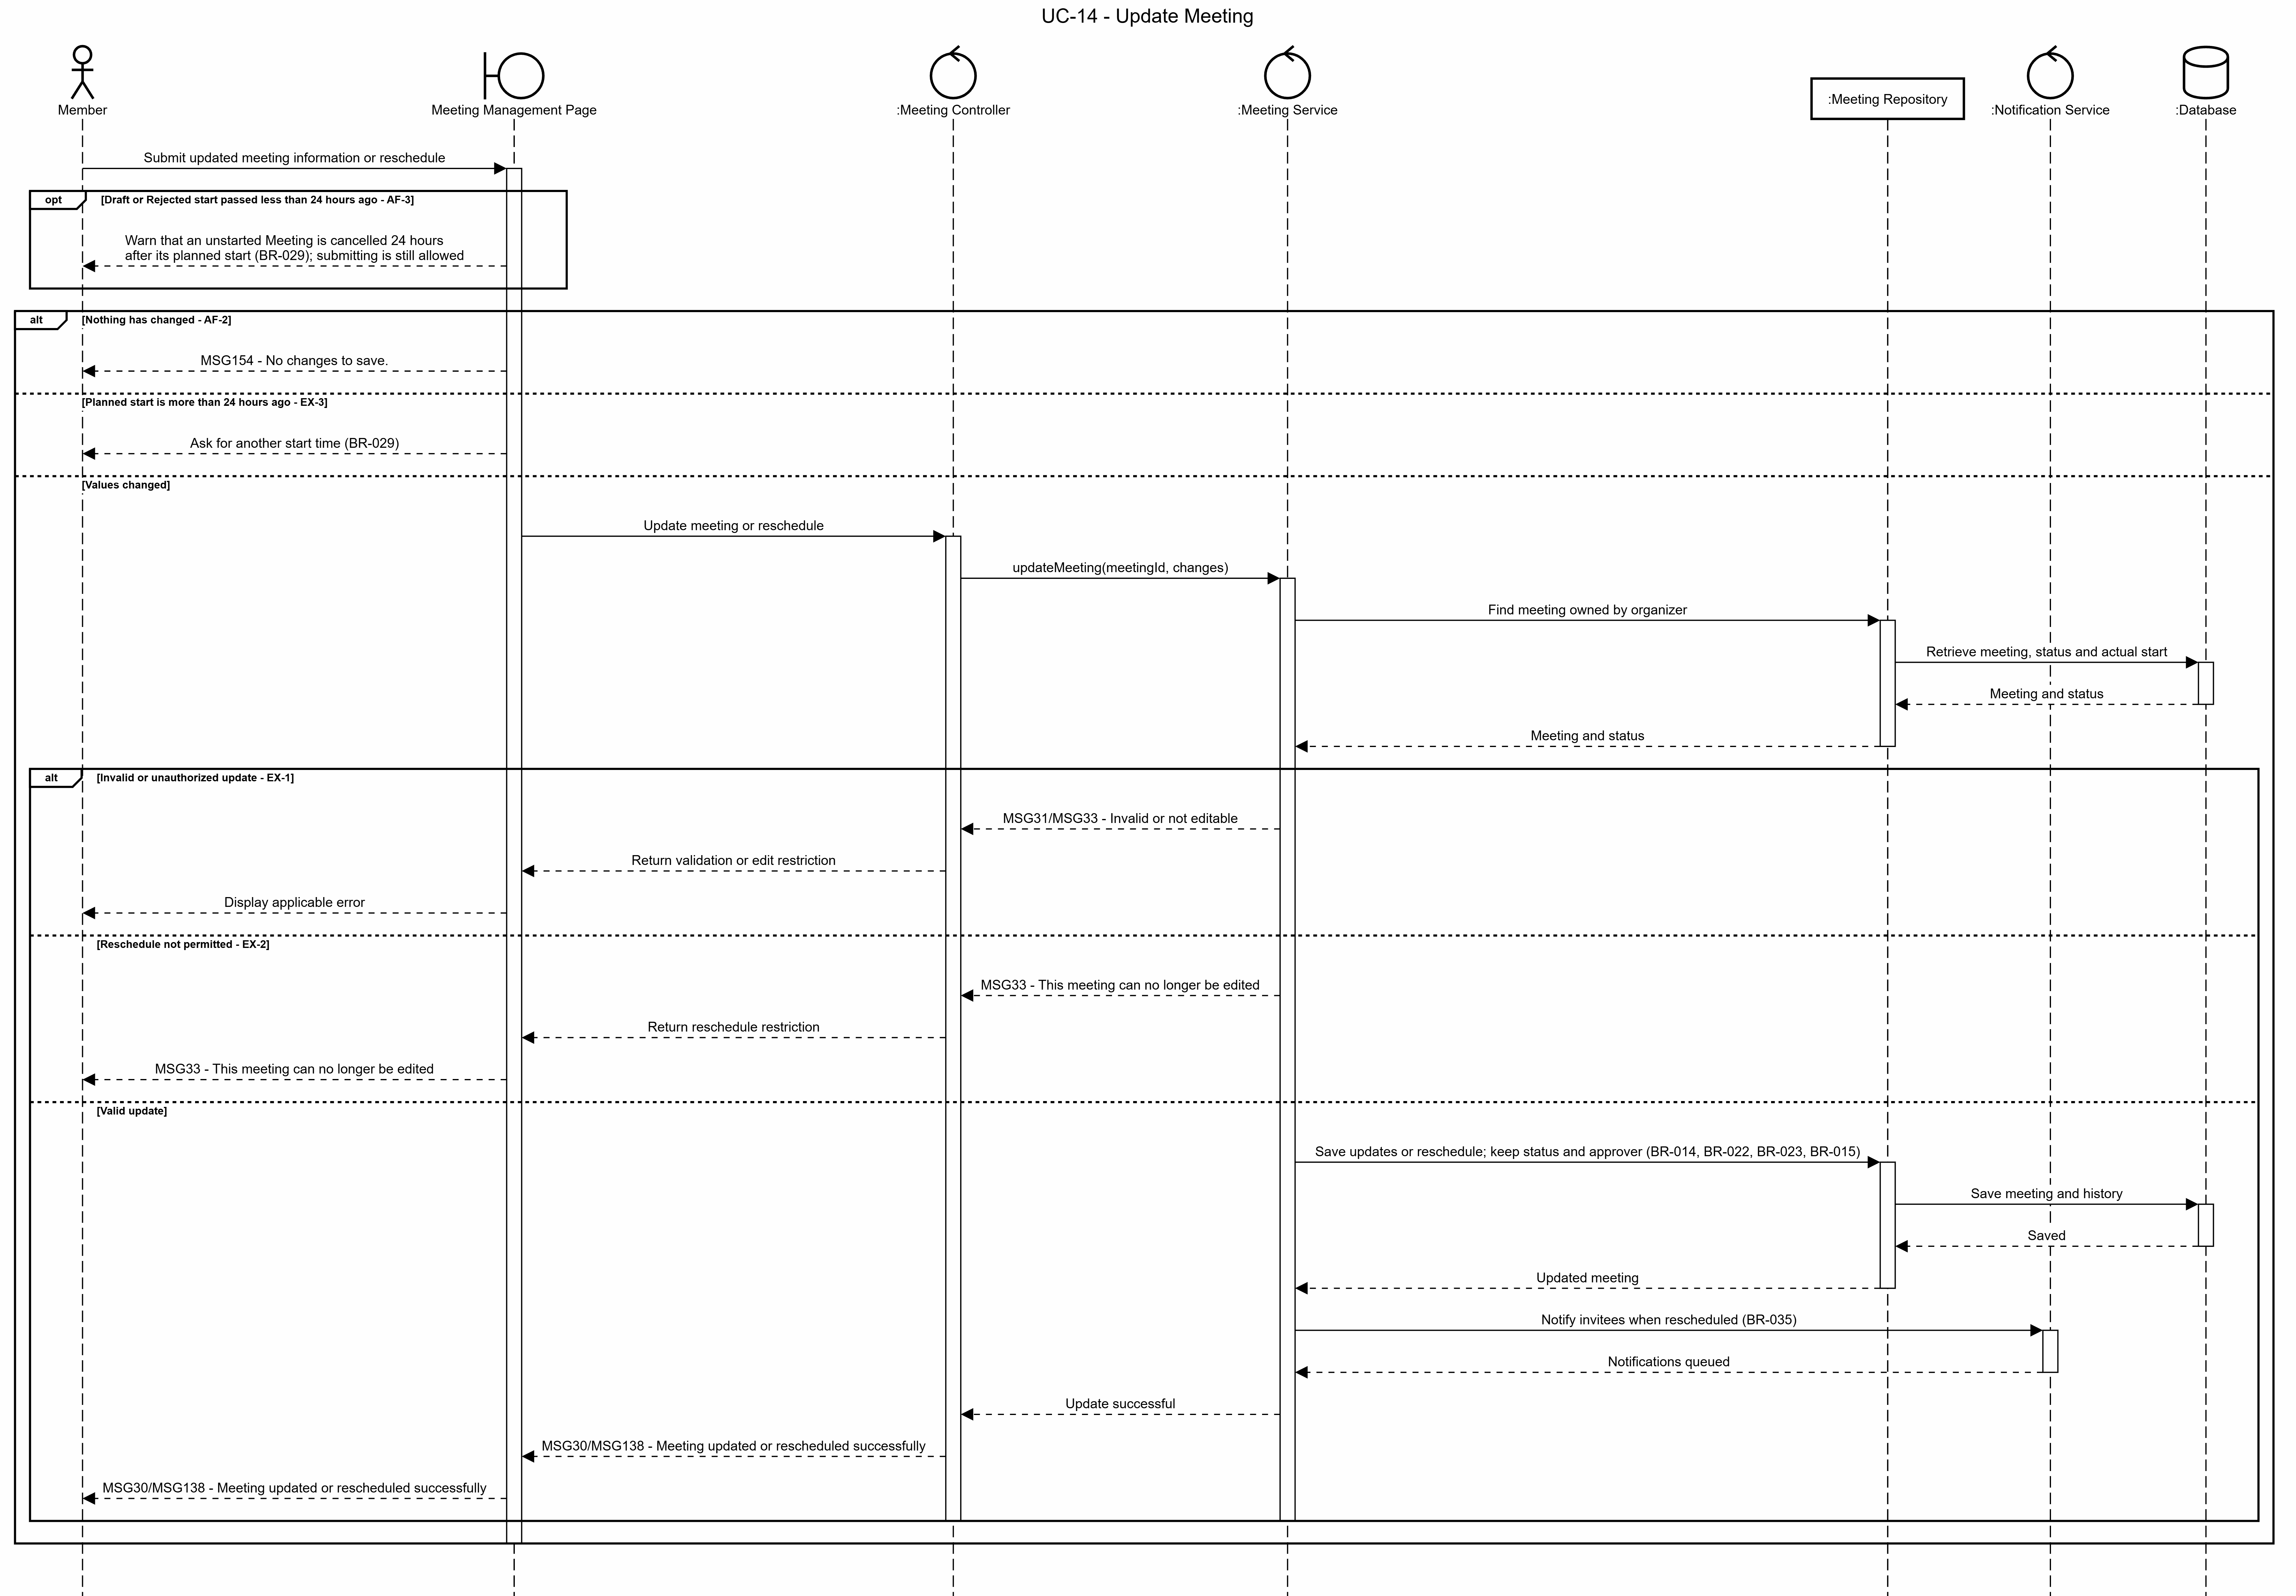 UC-14 - Update Meeting
Member
Meeting Management Page
:Meeting Controller
:Meeting Service
:Meeting Repository
:Notification Service
:Database
Submit updated meeting information or reschedule
opt
[Draft or Rejected start passed less than 24 hours ago - AF-3]
Warn that an unstarted Meeting is cancelled 24 hours
after its planned start (BR-029); submitting is still allowed
alt
[Nothing has changed - AF-2]
MSG154 - No changes to save.
[Planned start is more than 24 hours ago - EX-3]
Ask for another start time (BR-029)
[Values changed]
Update meeting or reschedule
updateMeeting(meetingId, changes)
Find meeting owned by organizer
Retrieve meeting, status and actual start
Meeting and status
Meeting and status
alt
[Invalid or unauthorized update - EX-1]
MSG31/MSG33 - Invalid or not editable
Return validation or edit restriction
Display applicable error
[Reschedule not permitted - EX-2]
MSG33 - This meeting can no longer be edited
Return reschedule restriction
MSG33 - This meeting can no longer be edited
[Valid update]
Save updates or reschedule; keep status and approver (BR-014, BR-022, BR-023, BR-015)
Save meeting and history
Saved
Updated meeting
Notify invitees when rescheduled (BR-035)
Notifications queued
Update successful
MSG30/MSG138 - Meeting updated or rescheduled successfully
MSG30/MSG138 - Meeting updated or rescheduled successfully